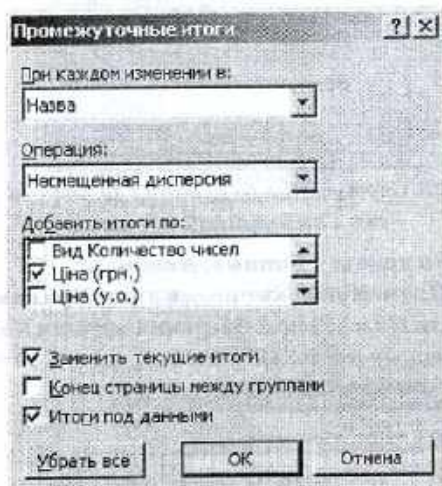 Промежуточные итоги
При каждом изменении в:
Назва
Операция:
Несмещенная дисперсия
Добавить итоги по:
Вид Количество чисел
Ціна (грн.)
Ціна (у.о.)
Заменить текущие итоги
Конец страницы между группами
Итоги под данными
Убрать все
ОК
Отмена